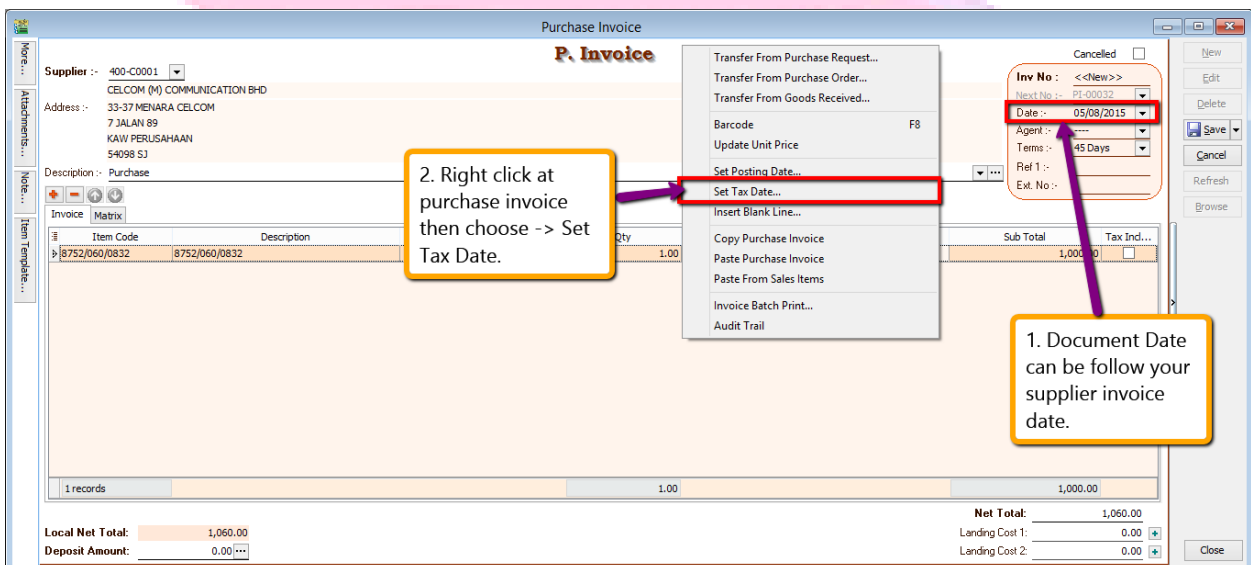 Purchase Invoice
More...
Attachments...
Note...
Item Template...
P. Invoice
Supplier :- 400-C0001
CELCOM (M) COMMUNICATION BHD
Address :- 33-37 MENARA CELCOM
7 JALAN 89
KAW PERUSAHAAN
54098 SJ
Description :- Purchase
Cancelled
Inv No : <<New>>
Next No :- PI-00032
Date :- 05/08/2015
Agent :- ----
Terms :- 45 Days
Ref 1 :-
Ext. No :-
New
Edit
Delete
Save
Cancel
Refresh
Browse
Transfer From Purchase Request...
Transfer From Purchase Order...
Transfer From Goods Received...
Barcode F8
Update Unit Price
Set Posting Date...
Set Tax Date...
Insert Blank Line...
Copy Purchase Invoice
Paste Purchase Invoice
Paste From Sales Items
Invoice Batch Print...
Audit Trail
2. Right click at
purchase invoice
then choose -> Set
Tax Date.
1. Document Date
can be follow your
supplier invoice
date.
Invoice Matrix
Item Code Description Qty Sub Total Tax Ind...
8752/060/0832 8752/060/0832 1.00 1,000.00
1 records 1.00 1,000.00
Net Total: 1,060.00
Local Net Total: 1,060.00 Landing Cost 1: 0.00
Deposit Amount: 0.00 Landing Cost 2: 0.00
Close